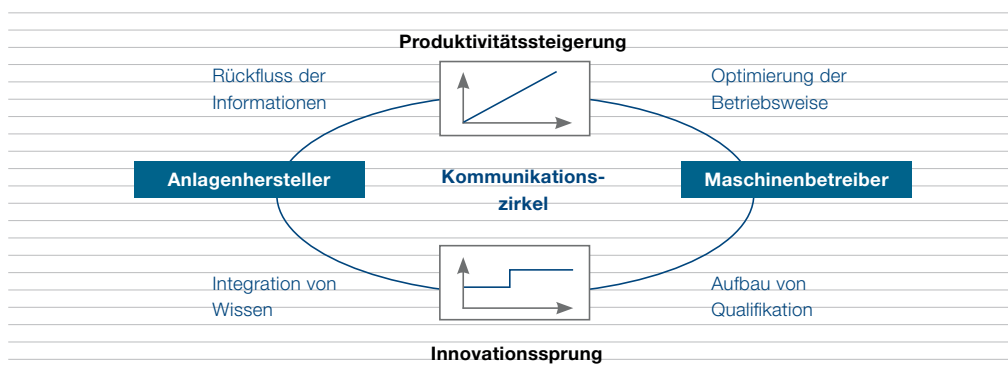 Produktivitätssteigerung
Rückfluss der
Informationen
Optimierung der
Betriebsweise
Anlagenhersteller
Kommunikations-
zirkel
Maschinenbetreiber
Integration von
Wissen
Aufbau von
Qualifikation
Innovationssprung